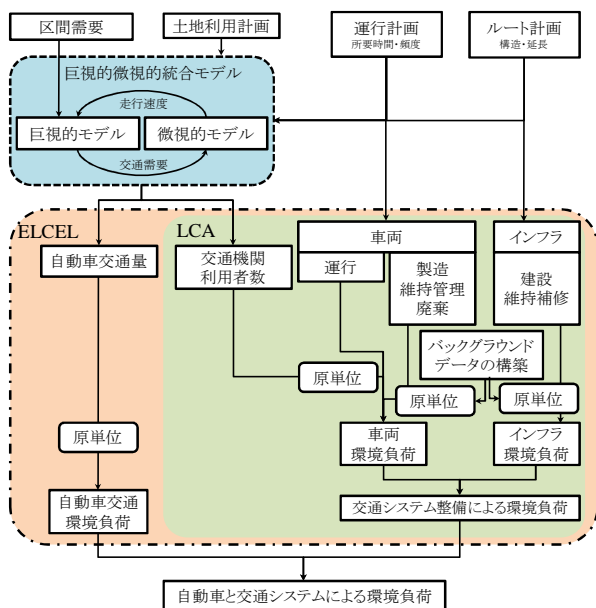 区間需要
土地利用計画
運行計画
所要時間・頻度
ルート計画
構造・延長
巨視的微視的統合モデル
走行速度
巨視的モデル
微視的モデル
交通需要
ELCEL
LCA
自動車交通量
交通機関
利用者数
車両
運行
製造
維持管理
廃棄
インフラ
建設
維持補修
バックグラウンド
データの構築
原単位
原単位
原単位
原単位
車両
環境負荷
インフラ
環境負荷
自動車交通
環境負荷
交通システム整備による環境負荷
自動車と交通システムによる環境負荷